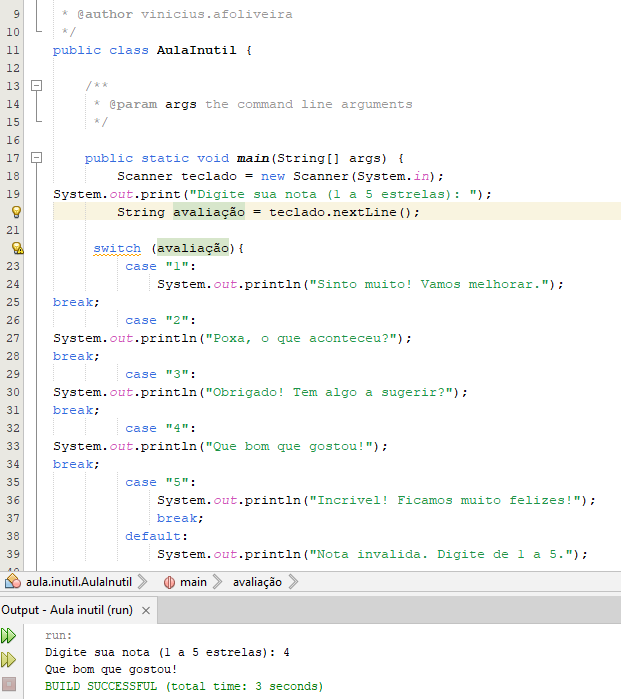 9 * @author vinicius.afoliveira
10 */
11 public class AulaInutil {
12
13 /**
14 * @param args the command line arguments
15 */
16
17 public static void main(String[] args) {
18 Scanner teclado = new Scanner(System.in);
19 System.out.print("Digite sua nota (1 a 5 estrelas): ");
String avaliação = teclado.nextLine();
21
switch (avaliação){
23 case "1":
24 System.out.println("Sinto muito! Vamos melhorar.");
25 break;
26 case "2":
27 System.out.println("Poxa, o que aconteceu?");
28 break;
29 case "3":
30 System.out.println("Obrigado! Tem algo a sugerir?");
31 break;
32 case "4":
33 System.out.println("Que bom que gostou!");
34 break;
35 case "5":
36 System.out.println("Incrivel! Ficamos muito felizes!");
37 break;
38 default:
39 System.out.println("Nota invalida. Digite de 1 a 5.");
aula.inutil.AulaInutil main avaliação
Output - Aula inutil (run) ×
run:
Digite sua nota (1 a 5 estrelas): 4
Que bom que gostou!
BUILD SUCCESSFUL (total time: 3 seconds)